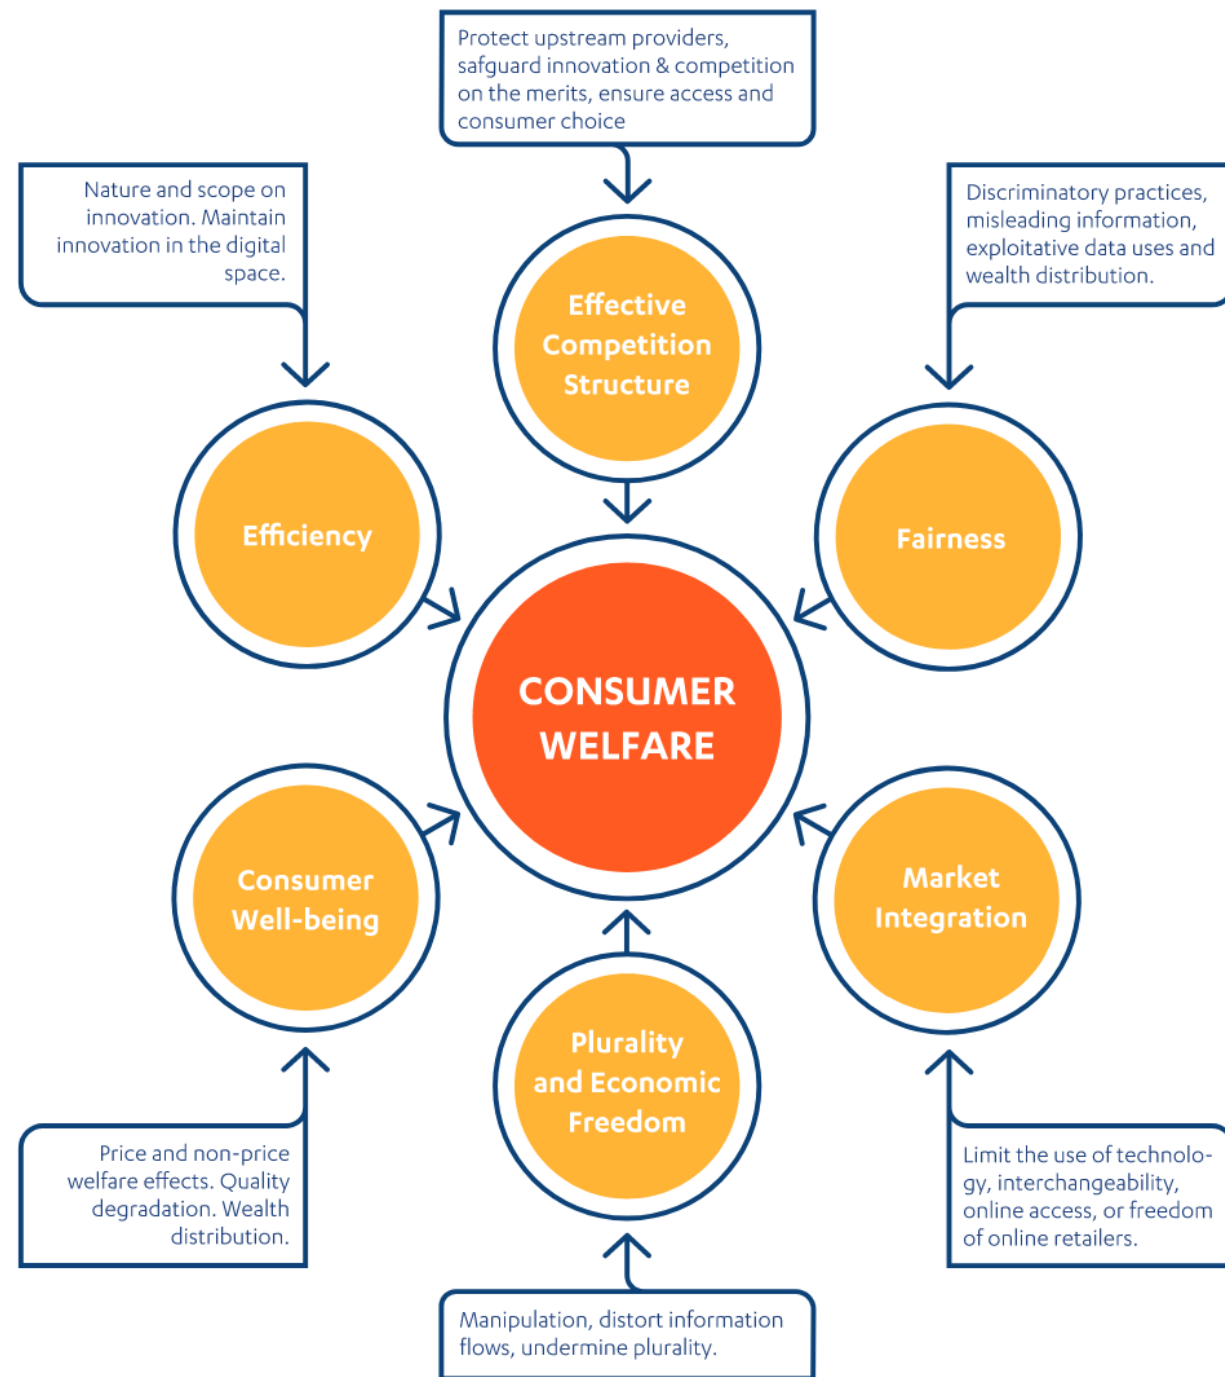 Protect upstream providers,
safguard innovation & competition
on the merits, ensure access and
consumer choice
Nature and scope on
innovation. Maintain
innovation in the digital
space.
Discriminatory practices,
misleading information,
exploitative data uses and
wealth distribution.
Effective
Competition
Structure
Efficiency
Fairness
CONSUMER
WELFARE
Consumer
Well-being
Market
Integration
Plurality
and Economic
Freedom
Price and non-price
welfare effects. Quality
degradation. Wealth
distribution.
Limit the use of technolo-
gy, interchangeability,
online access, or freedom
of online retailers.
Manipulation, distort information
flows, undermine plurality.